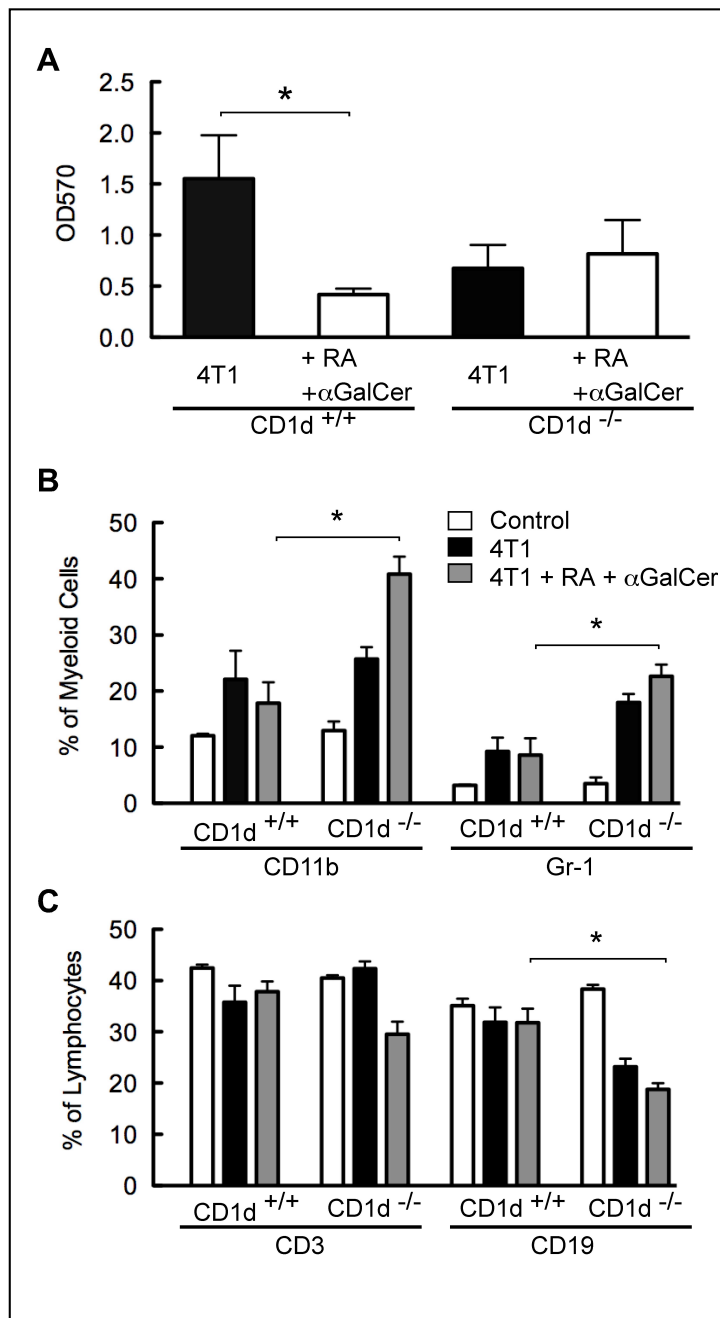 A
*
2.5
2.0
1.5
1.0
0.5
0.0
OD570
4T1
+ RA
+αGalCer
4T1
+ RA
+αGalCer
CD1d +/+
CD1d -/-
B
50
40
30
20
10
0
% of Myeloid Cells
*
*
Control
4T1
4T1 + RA + αGalCer
CD1d +/+
CD1d -/-
CD1d +/+
CD1d -/-
CD11b
Gr-1
C
50
40
30
20
10
0
% of Lymphocytes
*
CD1d +/+
CD1d -/-
CD1d +/+
CD1d -/-
CD3
CD19